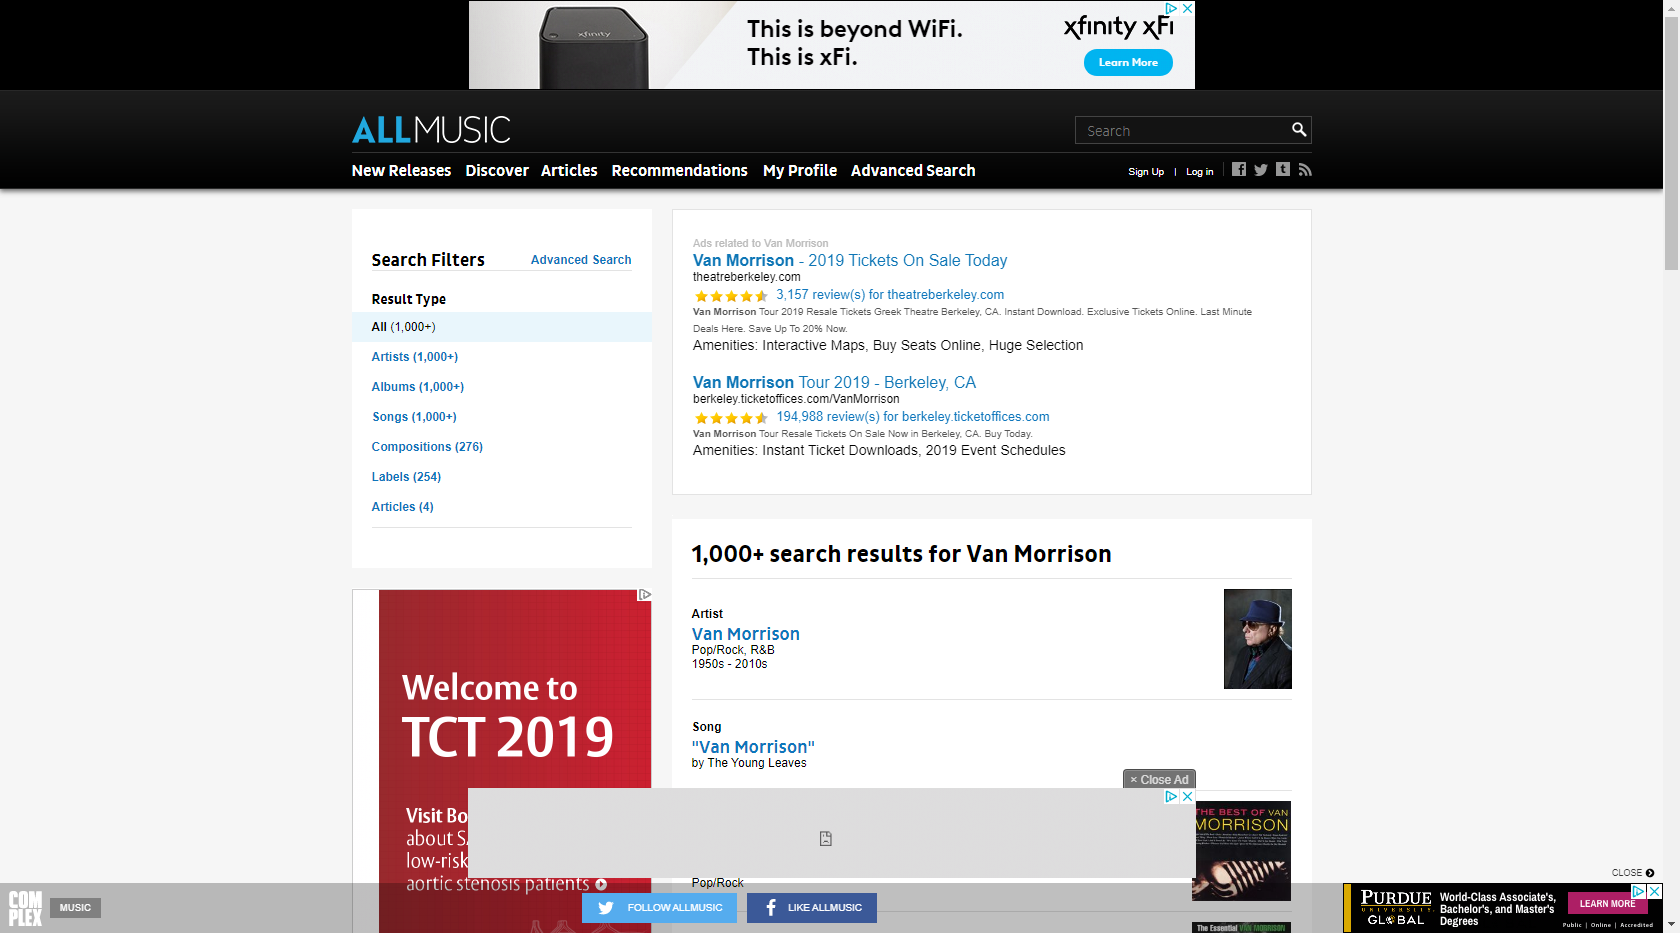 xfinity
This is beyond WiFi.
This is xFi.
xfinity xFi
Learn More
ALLMUSIC
Search
New Releases
Discover
Articles
Recommendations
My Profile
Advanced Search
Sign Up
Log in
Search Filters
Advanced Search
Result Type
All (1,000+)
Artists (1,000+)
Albums (1,000+)
Songs (1,000+)
Compositions (276)
Labels (254)
Articles (4)
Ads related to Van Morrison
Van Morrison - 2019 Tickets On Sale Today
theatreberkeley.com
3,157 review(s) for theatreberkeley.com
Van Morrison Tour 2019 Resale Tickets Greek Theatre Berkeley, CA. Instant Download. Exclusive Tickets Online. Last Minute
Deals Here. Save Up To 20% Now.
Amenities: Interactive Maps, Buy Seats Online, Huge Selection
Van Morrison Tour 2019 - Berkeley, CA
berkeley.ticketoffices.com/VanMorrison
194,988 review(s) for berkeley.ticketoffices.com
Van Morrison Tour Resale Tickets On Sale Now in Berkeley, CA. Buy Today.
Amenities: Instant Ticket Downloads, 2019 Event Schedules
1,000+ search results for Van Morrison
Artist
Van Morrison
Pop/Rock, R&B
1950s - 2010s
Song
"Van Morrison"
by The Young Leaves
Welcome to
TCT 2019
Visit Bo
about SA
low-risk
aortic stenosis patients
× Close Ad
THE BEST OF VAN
MORRISON
Pop/Rock
The Essential VAN MORRISON
COM
PLEX
MUSIC
FOLLOW ALLMUSIC
LIKE ALLMUSIC
CLOSE
PURDUE
UNIVERSITY
GLOBAL
World-Class Associate's,
Bachelor's, and Master's
Degrees
LEARN MORE
Public | Online | Accredited